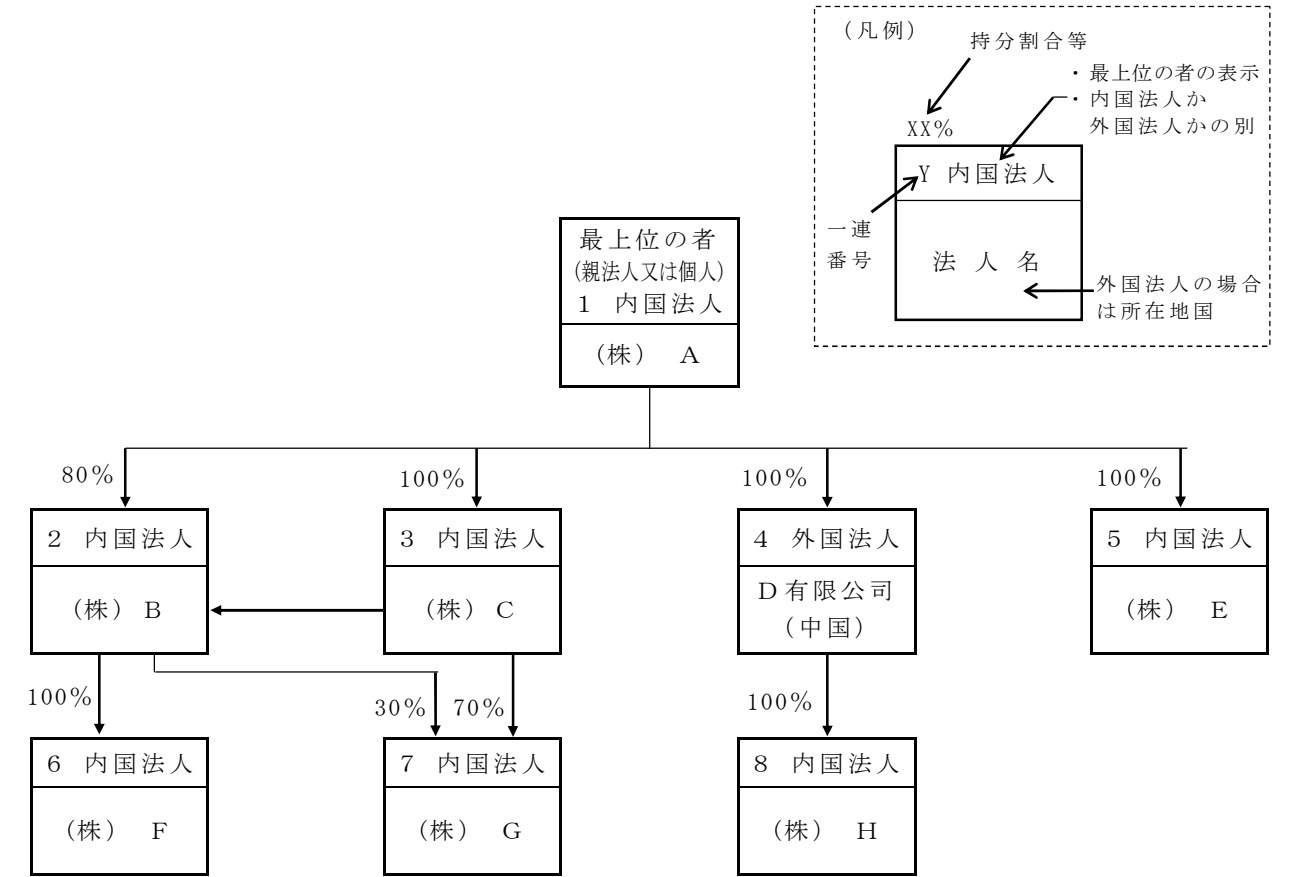 （凡例）
持分割合等
・最上位の者の表示
・内国法人か
外国法人かの別
XX%
Y 内国法人
一連
番号
法 人 名
外国法人の場合
は所在地国
最上位の者
(親法人又は個人)
1 内国法人
（株） A
80%
100%
100%
100%
2 内国法人
3 内国法人
4 外国法人
5 内国法人
（株） B
（株） C
D有限公司
（中国）
（株） E
100%
30%
70%
100%
6 内国法人
7 内国法人
8 内国法人
（株） F
（株） G
（株） H